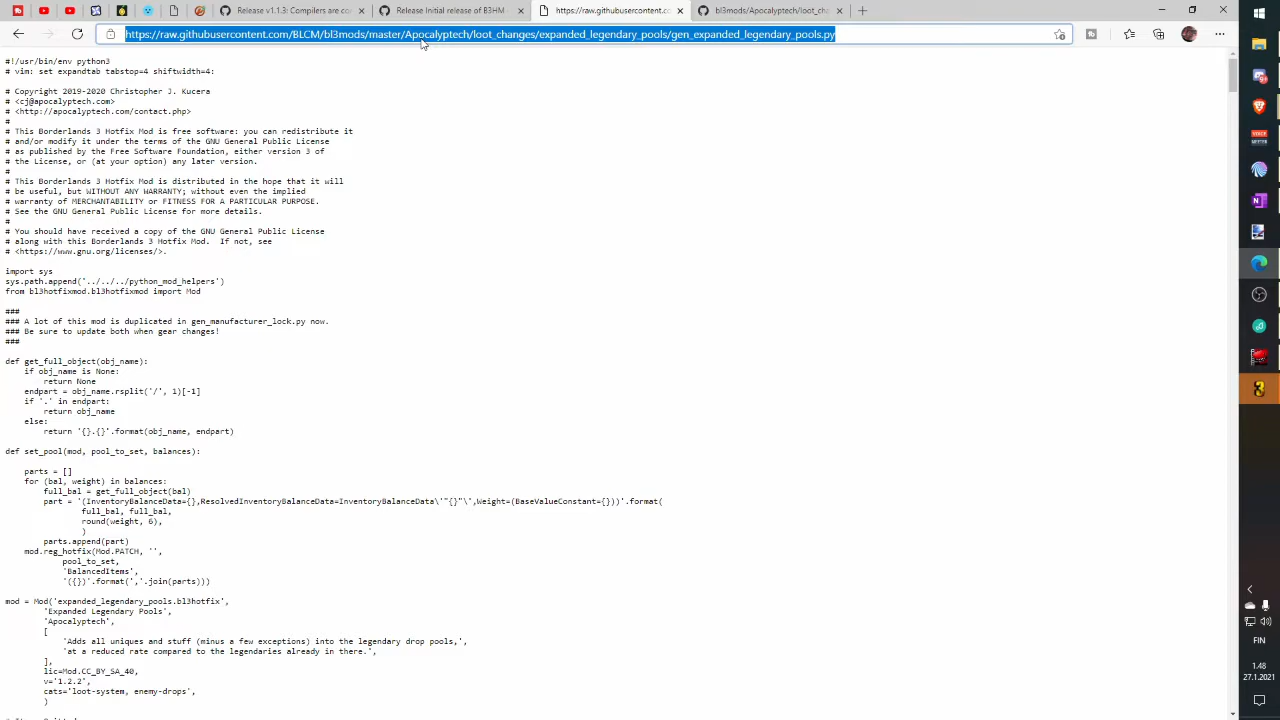 Release v1.1.3: Compilers are co
Release Initial release of B3HM
https://raw.githubusercontent.co
bl3mods/Apocalyptech/loot_cha
https://raw.githubusercontent.com/BLCM/bl3mods/master/Apocalyptech/loot_changes/expanded_legendary_pools/gen_expanded_legendary_pools.py
#!/usr/bin/env python3
# vim: set expandtab tabstop=4 shiftwidth=4:
# Copyright 2019-2020 Christopher J. Kucera
# <cj@apocalyptech.com>
# <http://apocalyptech.com/contact.php>
#
# This Borderlands 3 Hotfix Mod is free software: you can redistribute it
# and/or modify it under the terms of the GNU General Public License
# as published by the Free Software Foundation, either version 3 of
# the License, or (at your option) any later version.
#
# This Borderlands 3 Hotfix Mod is distributed in the hope that it will
# be useful, but WITHOUT ANY WARRANTY; without even the implied
# warranty of MERCHANTABILITY or FITNESS FOR A PARTICULAR PURPOSE.
# See the GNU General Public License for more details.
#
# You should have received a copy of the GNU General Public License
# along with this Borderlands 3 Hotfix Mod.  If not, see
# <https://www.gnu.org/licenses/>.
import sys
sys.path.append('../../../python_mod_helpers')
from bl3hotfixmod.bl3hotfixmod import Mod
###
### A lot of this mod is duplicated in gen_manufacturer_lock.py now.
### Be sure to update both when gear changes!
###
def get_full_object(obj_name):
    if obj_name is None:
        return None
    endpart = obj_name.rsplit('/', 1)[-1]
    if '.' in endpart:
        return obj_name
    else:
        return '{}.{}'.format(obj_name, endpart)
def set_pool(mod, pool_to_set, balances):
    parts = []
    for (bal, weight) in balances:
        full_bal = get_full_object(bal)
        part = '(InventoryBalanceData={},ResolvedInventoryBalanceData=InventoryBalanceData\'"{}"\',Weight=(BaseValueConstant={}))'.format(
                full_bal, full_bal,
                round(weight, 6),
                )
        parts.append(part)
    mod.reg_hotfix(Mod.PATCH, '',
            pool_to_set,
            'BalancedItems',
            '({})'.format(','.join(parts)))
mod = Mod('expanded_legendary_pools.bl3hotfix',
        'Expanded Legendary Pools',
        'Apocalyptech',
        [
            'Adds all uniques and stuff (minus a few exceptions) into the legendary drop pools,',
            'at a reduced rate compared to the legendaries already in there.',
        ],
        lic=Mod.CC_BY_SA_40,
        v='1.2.2',
        cats='loot-system, enemy-drops',
        )
FIN
1.48
27.1.2021